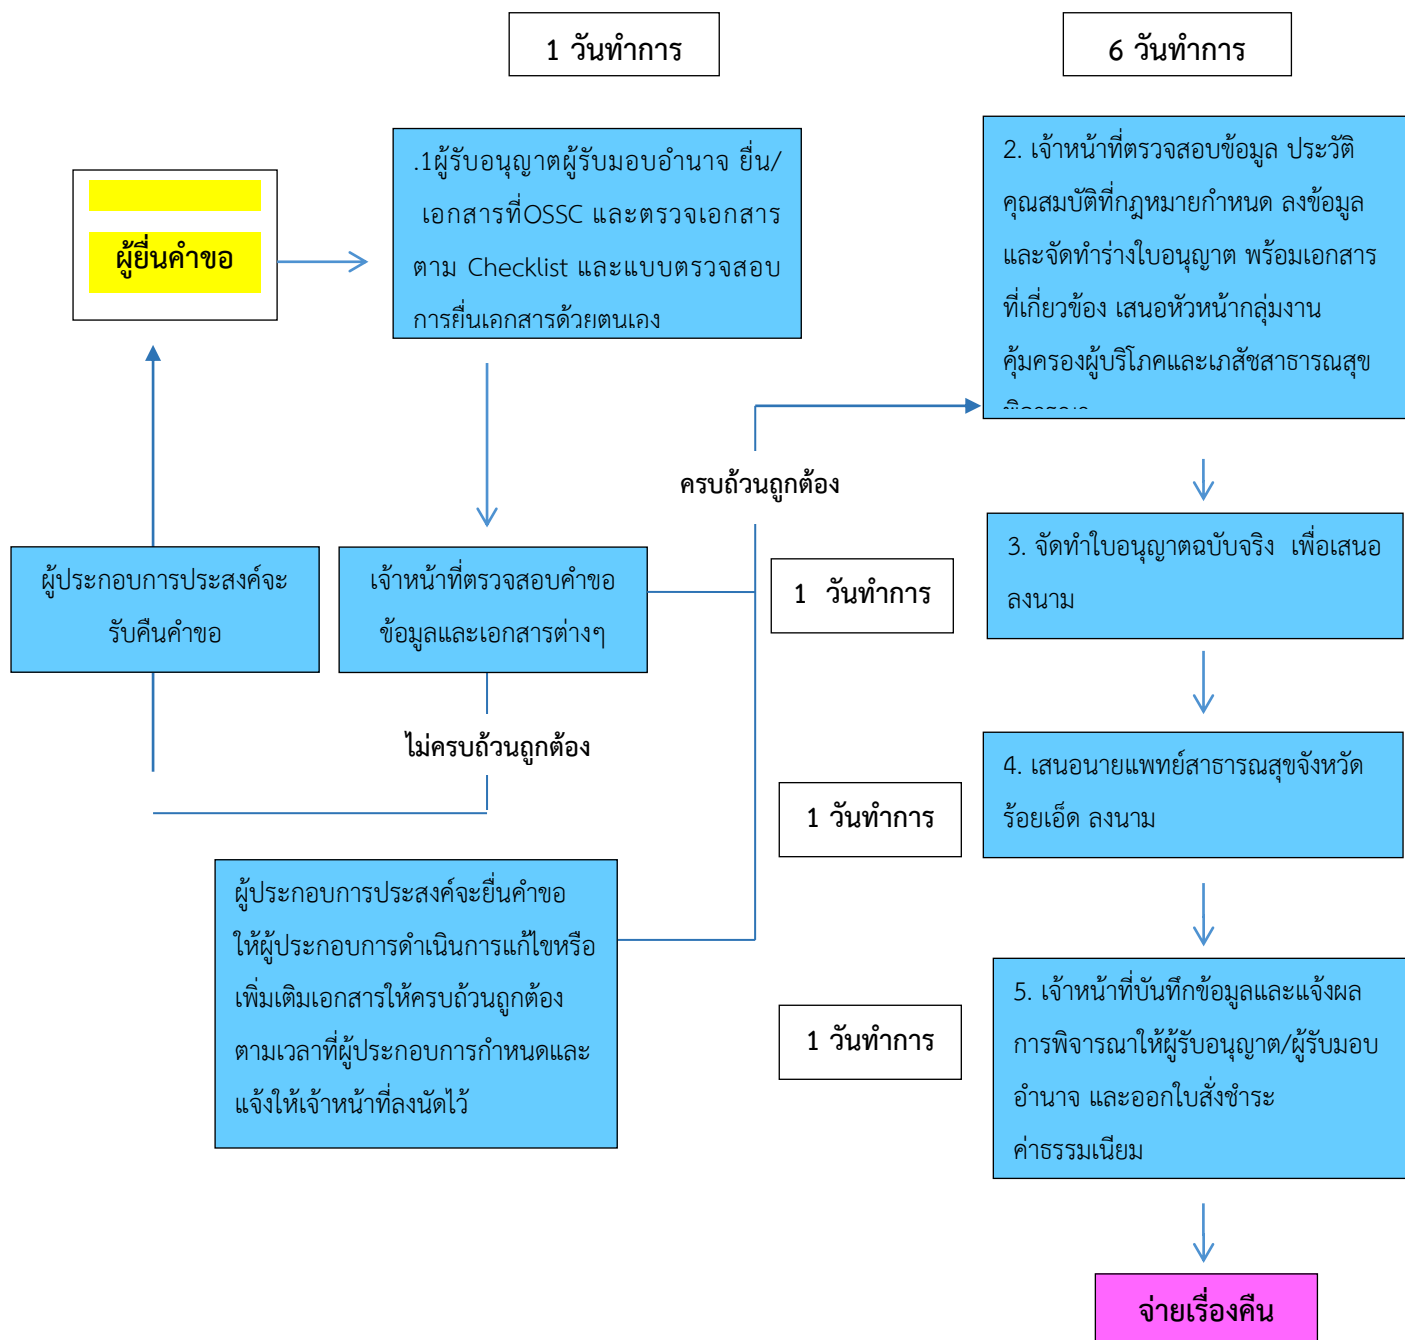 1 วันทำการ
6 วันทำการ
ผู้ยื่นคำขอ
.1ผู้รับอนุญาตผู้รับมอบอำนาจ ยื่น/
เอกสารที่OSSC และตรวจเอกสาร
ตาม Checklist และแบบตรวจสอบ
การยื่นเอกสารด้วยตนเอง
2. เจ้าหน้าที่ตรวจสอบข้อมูล ประวัติ
คุณสมบัติที่กฎหมายกำหนด ลงข้อมูล
และจัดทำร่างใบอนุญาต พร้อมเอกสาร
ที่เกี่ยวข้อง เสนอหัวหน้ากลุ่มงาน
คุ้มครองผู้บริโภคและเภสัชสาธารณสุข
ครบถ้วนถูกต้อง
ผู้ประกอบการประสงค์จะ
รับคืนคำขอ
เจ้าหน้าที่ตรวจสอบคำขอ
ข้อมูลและเอกสารต่างๆ
1 วันทำการ
3. จัดทำใบอนุญาตฉบับจริง เพื่อเสนอ
ลงนาม
ไม่ครบถ้วนถูกต้อง
1 วันทำการ
4. เสนอนายแพทย์สาธารณสุขจังหวัด
ร้อยเอ็ด ลงนาม
ผู้ประกอบการประสงค์จะยื่นคำขอ
ให้ผู้ประกอบการดำเนินการแก้ไขหรือ
เพิ่มเติมเอกสารให้ครบถ้วนถูกต้อง
ตามเวลาที่ผู้ประกอบการกำหนดและ
แจ้งให้เจ้าหน้าที่ลงนัดไว้
1 วันทำการ
5. เจ้าหน้าที่บันทึกข้อมูลและแจ้งผล
การพิจารณาให้ผู้รับอนุญาต/ผู้รับมอบ
อำนาจ และออกใบสั่งชำระ
ค่าธรรมเนียม
จ่ายเรื่องคืน